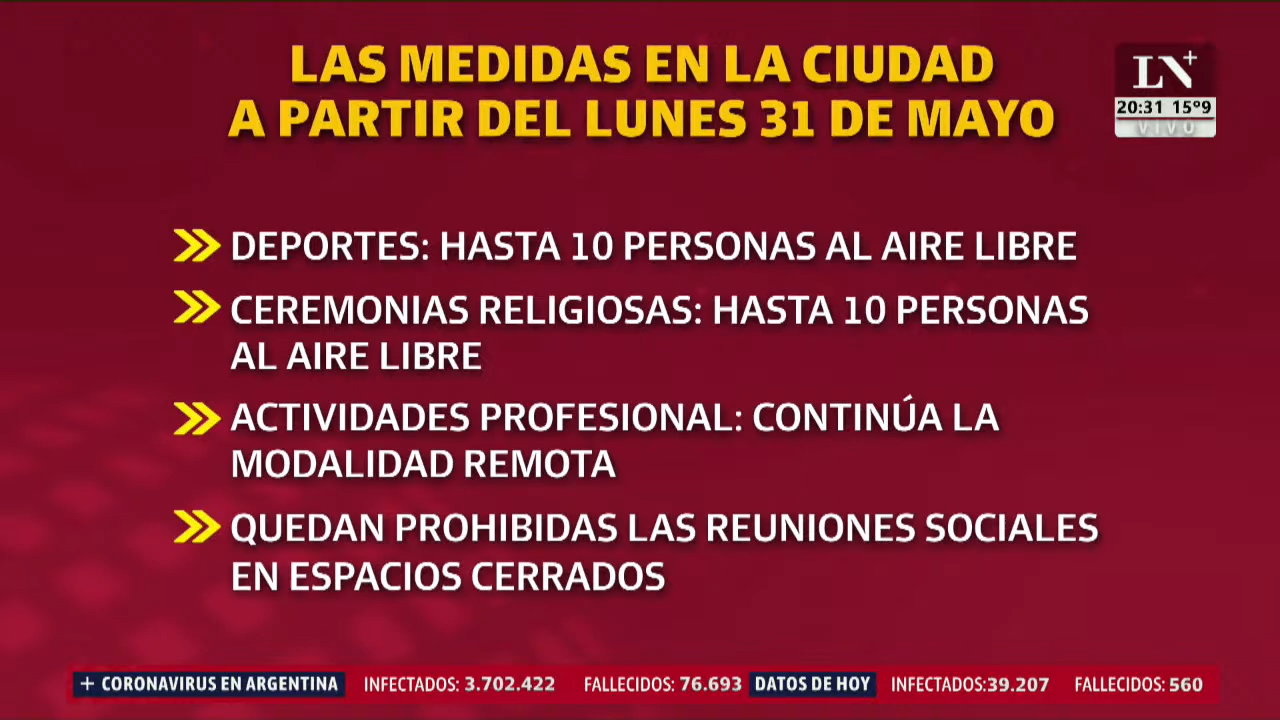 LAS MEDIDAS EN LA CIUDAD
A PARTIR DEL LUNES 31 DE MAYO
LN+
20:31 15º9
VIVO
DEPORTES: HASTA 10 PERSONAS AL AIRE LIBRE
CEREMONIAS RELIGIOSAS: HASTA 10 PERSONAS
AL AIRE LIBRE
ACTIVIDADES PROFESIONAL: CONTINÚA LA
MODALIDAD REMOTA
QUEDAN PROHIBIDAS LAS REUNIONES SOCIALES
EN ESPACIOS CERRADOS
+ CORONAVIRUS EN ARGENTINA INFECTADOS: 3.702.422 FALLECIDOS: 76.693 DATOS DE HOY INFECTADOS:39.207 FALLECIDOS: 560